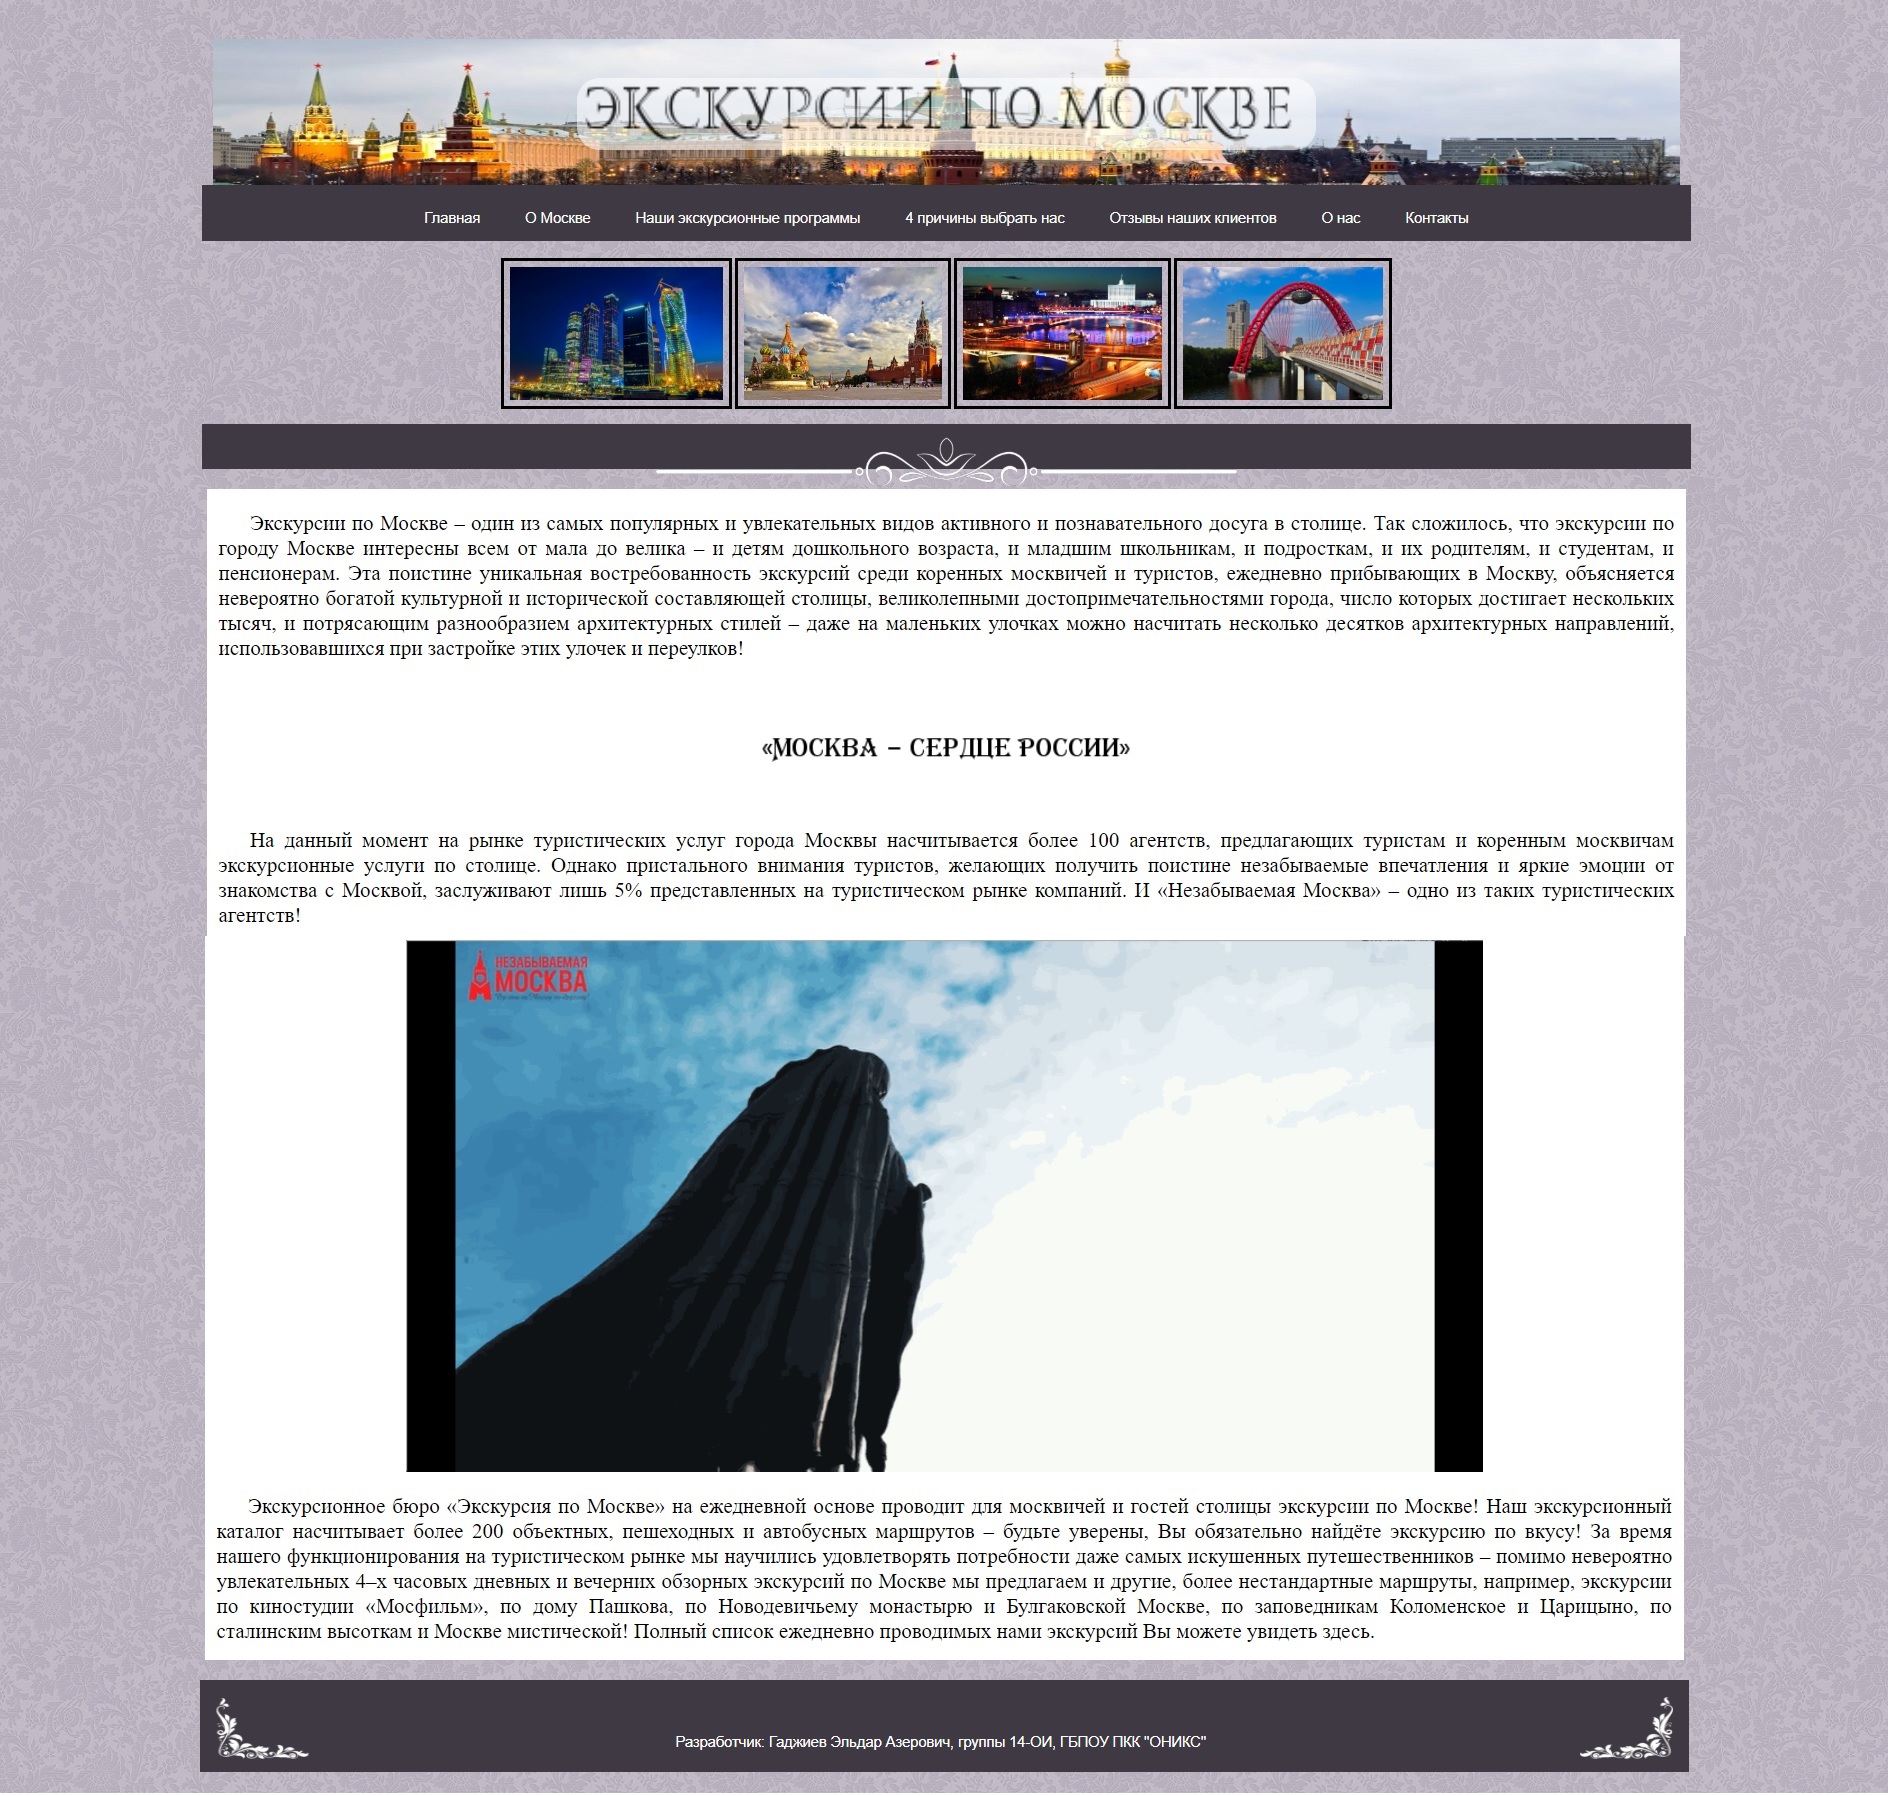 ЭКСКУРСИИ ПО МОСКВЕ
Главная О Москве Наши экскурсионные программы 4 причины выбрать нас Отзывы наших клиентов О нас Контакты
Экскурсии по Москве – один из самых популярных и увлекательных видов активного и познавательного досуга в столице. Так сложилось, что экскурсии по
городу Москве интересны всем от мала до велика – и детям дошкольного возраста, и младшим школьникам, и подросткам, и их родителям, и студентам, и
пенсионерам. Эта поистине уникальная востребованность экскурсий среди коренных москвичей и туристов, ежедневно прибывающих в Москву, объясняется
невероятно богатой культурной и исторической составляющей столицы, великолепными достопримечательностями города, число которых достигает нескольких
тысяч, и потрясающим разнообразием архитектурных стилей – даже на маленьких улочках можно насчитать несколько десятков архитектурных направлений,
использовавшихся при застройке этих улочек и переулков!
«МОСКВА – СЕРДЦЕ РОССИИ»
На данный момент на рынке туристических услуг города Москвы насчитывается более 100 агентств, предлагающих туристам и коренным москвичам
экскурсионные услуги по столице. Однако пристального внимания туристов, желающих получить поистине незабываемые впечатления и яркие эмоции от
знакомства с Москвой, заслуживают лишь 5% представленных на туристическом рынке компаний. И «Незабываемая Москва» – одно из таких туристических
агентств!
НЕЗАБЫВАЕМАЯ
МОСКВА
Экскурсионное бюро «Экскурсия по Москве» на ежедневной основе проводит для москвичей и гостей столицы экскурсии по Москве! Наш экскурсионный
каталог насчитывает более 200 объектных, пешеходных и автобусных маршрутов – будьте уверены, Вы обязательно найдёте экскурсию по вкусу! За время
нашего функционирования на туристическом рынке мы научились удовлетворять потребности даже самых искушенных путешественников – помимо невероятно
увлекательных 4–х часовых дневных и вечерних обзорных экскурсий по Москве мы предлагаем и другие, более нестандартные маршруты, например, экскурсии
по киностудии «Мосфильм», по дому Пашкова, по Новодевичьему монастырю и Булгаковской Москве, по заповедникам Коломенское и Царицыно, по
сталинским высоткам и Москве мистической! Полный список ежедневно проводимых нами экскурсий Вы можете увидеть здесь.
Разработчик: Гаджиев Эльдар Азерович, группы 14-ОИ, ГБПОУ ПКК "ОНИКС"